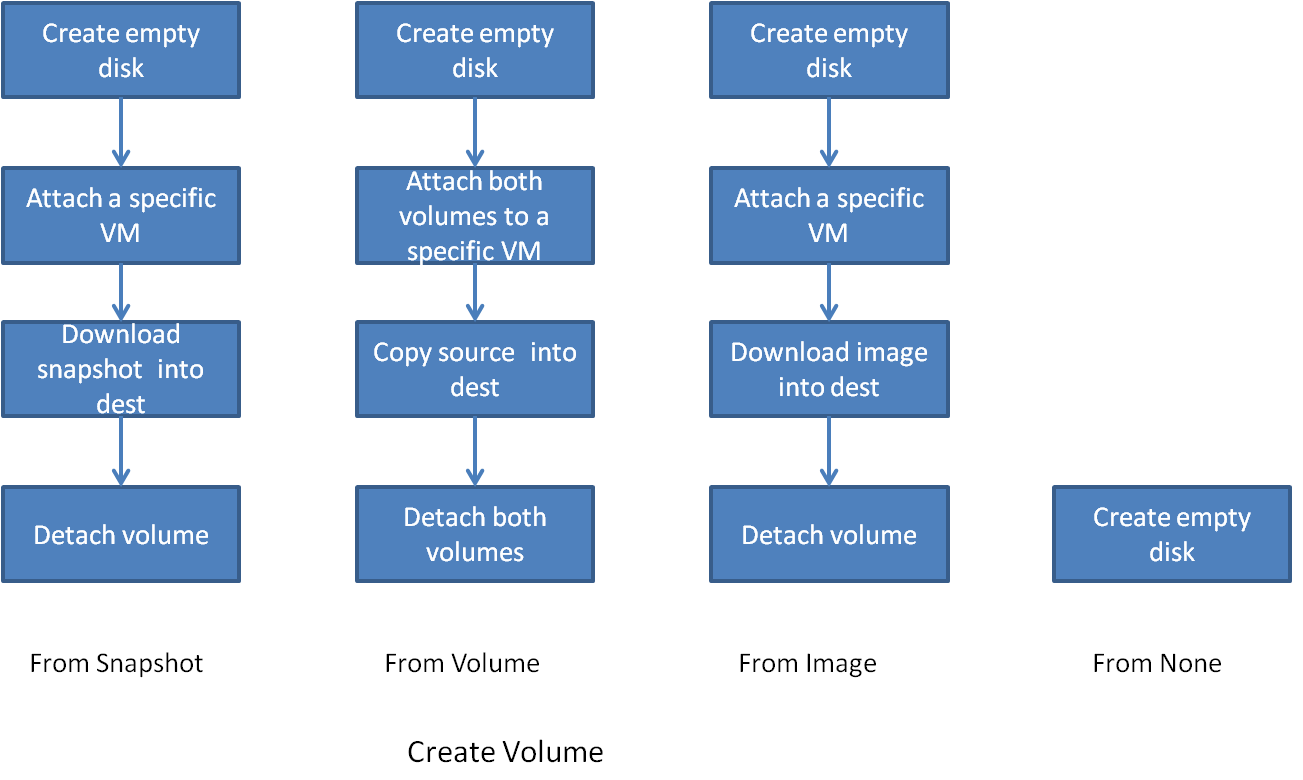 Create empty
disk
Attach a specific
VM
Download
snapshot into
dest
Detach volume
From Snapshot
Create empty
disk
Attach both
volumes to a
specific VM
Copy source into
dest
Detach both
volumes
From Volume
Create empty
disk
Attach a specific
VM
Download image
into dest
Detach volume
From Image
Create empty
disk
From None
Create Volume